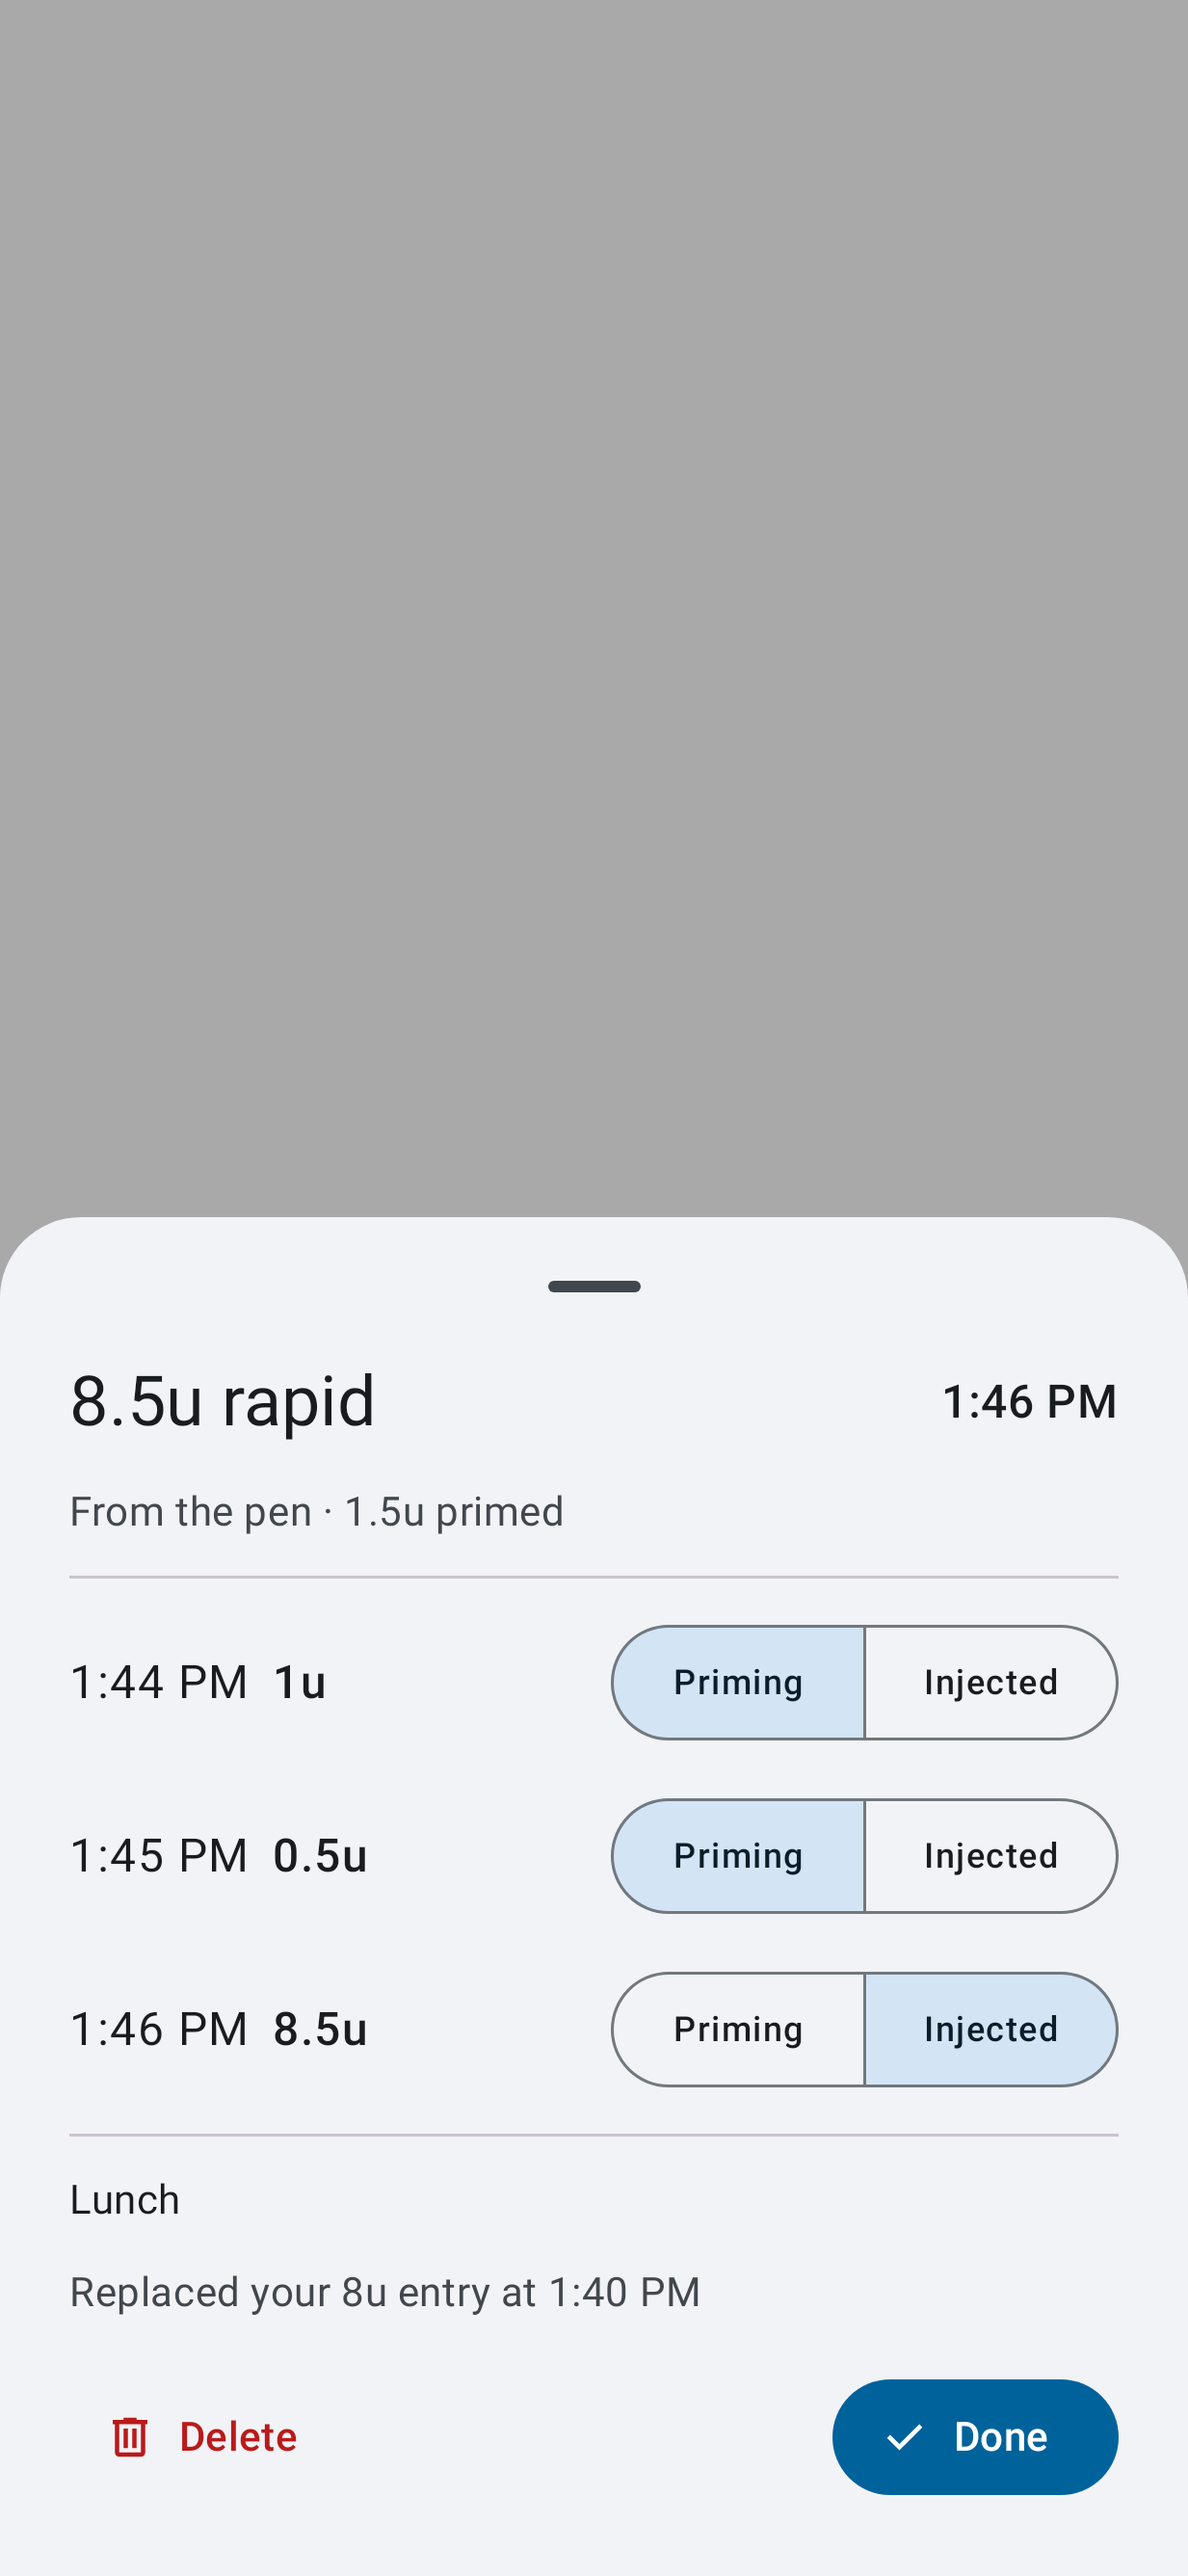 8.5u rapid 1:46 PM
From the pen · 1.5u primed
1:44 PM 1u Priming Injected
1:45 PM 0.5u Priming Injected
1:46 PM 8.5u Priming Injected
Lunch
Replaced your 8u entry at 1:40 PM
Delete Done